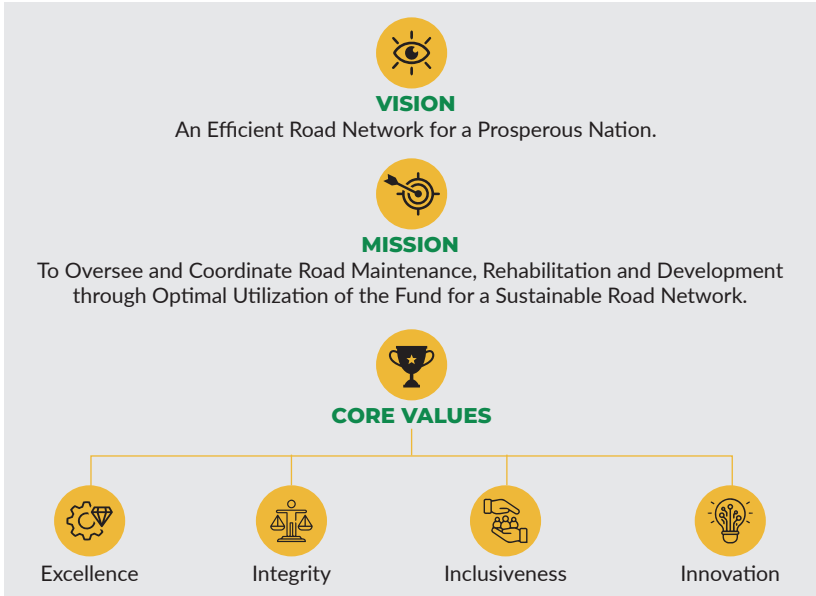 VISION
An Efficient Road Network for a Prosperous Nation.
MISSION
To Oversee and Coordinate Road Maintenance, Rehabilitation and Development
through Optimal Utilization of the Fund for a Sustainable Road Network.
CORE VALUES
Excellence
Integrity
Inclusiveness
Innovation